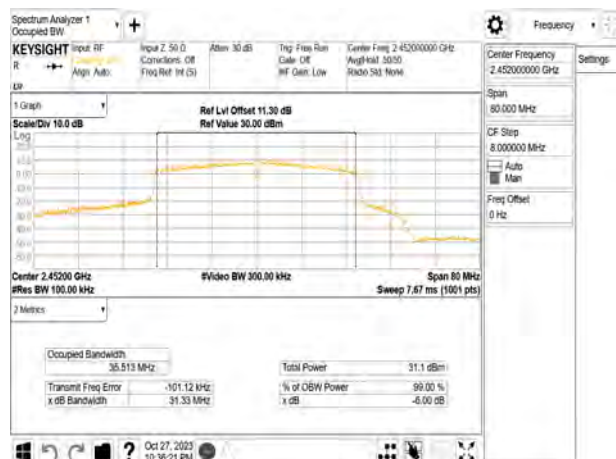 Spectrum Analyzer 1
Occupied BW
KEYSIGHT
Input: RF
Align: Auto
Input Z: 50 Ω
Corrections: Off
Freq Ref: Int (S)
Atten: 30 dB
Trig: Free Run
Gate: Off
#IF Gain: Low
Center Freq: 2.452000000 GHz
Avg|Hold: 50/50
Radio Std: None
Frequency
Settings
Center Frequency
2.452000000 GHz
Span
80.000 MHz
CF Step
8.000000 MHz
Auto
Man
Freq Offset
0 Hz
1 Graph
Scale/Div 10.0 dB
Log
Ref Lvl Offset 11.30 dB
Ref Value 30.00 dBm
Center 2.45200 GHz
#Res BW 100.00 kHz
#Video BW 300.00 kHz
Span 80 MHz
Sweep 7.67 ms (1001 pts)
2 Metrics
Occupied Bandwidth
35.513 MHz
Total Power 31.1 dBm
Transmit Freq Error -101.12 kHz
% of OBW Power 99.00 %
x dB Bandwidth 31.33 MHz
x dB -6.00 dB
Oct 27, 2023
10:36:21 PM